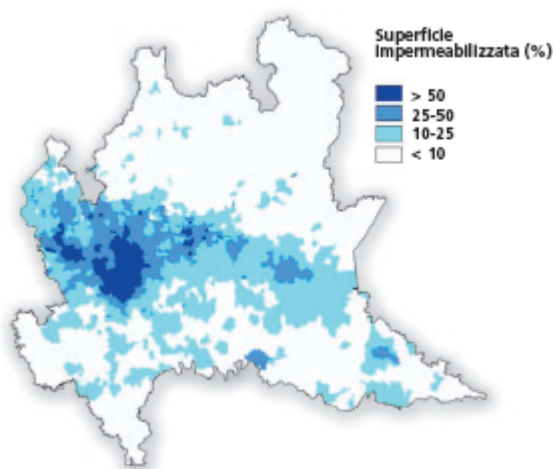 Superficie
impermeabilizzata (%)
> 50
25-50
10-25
< 10